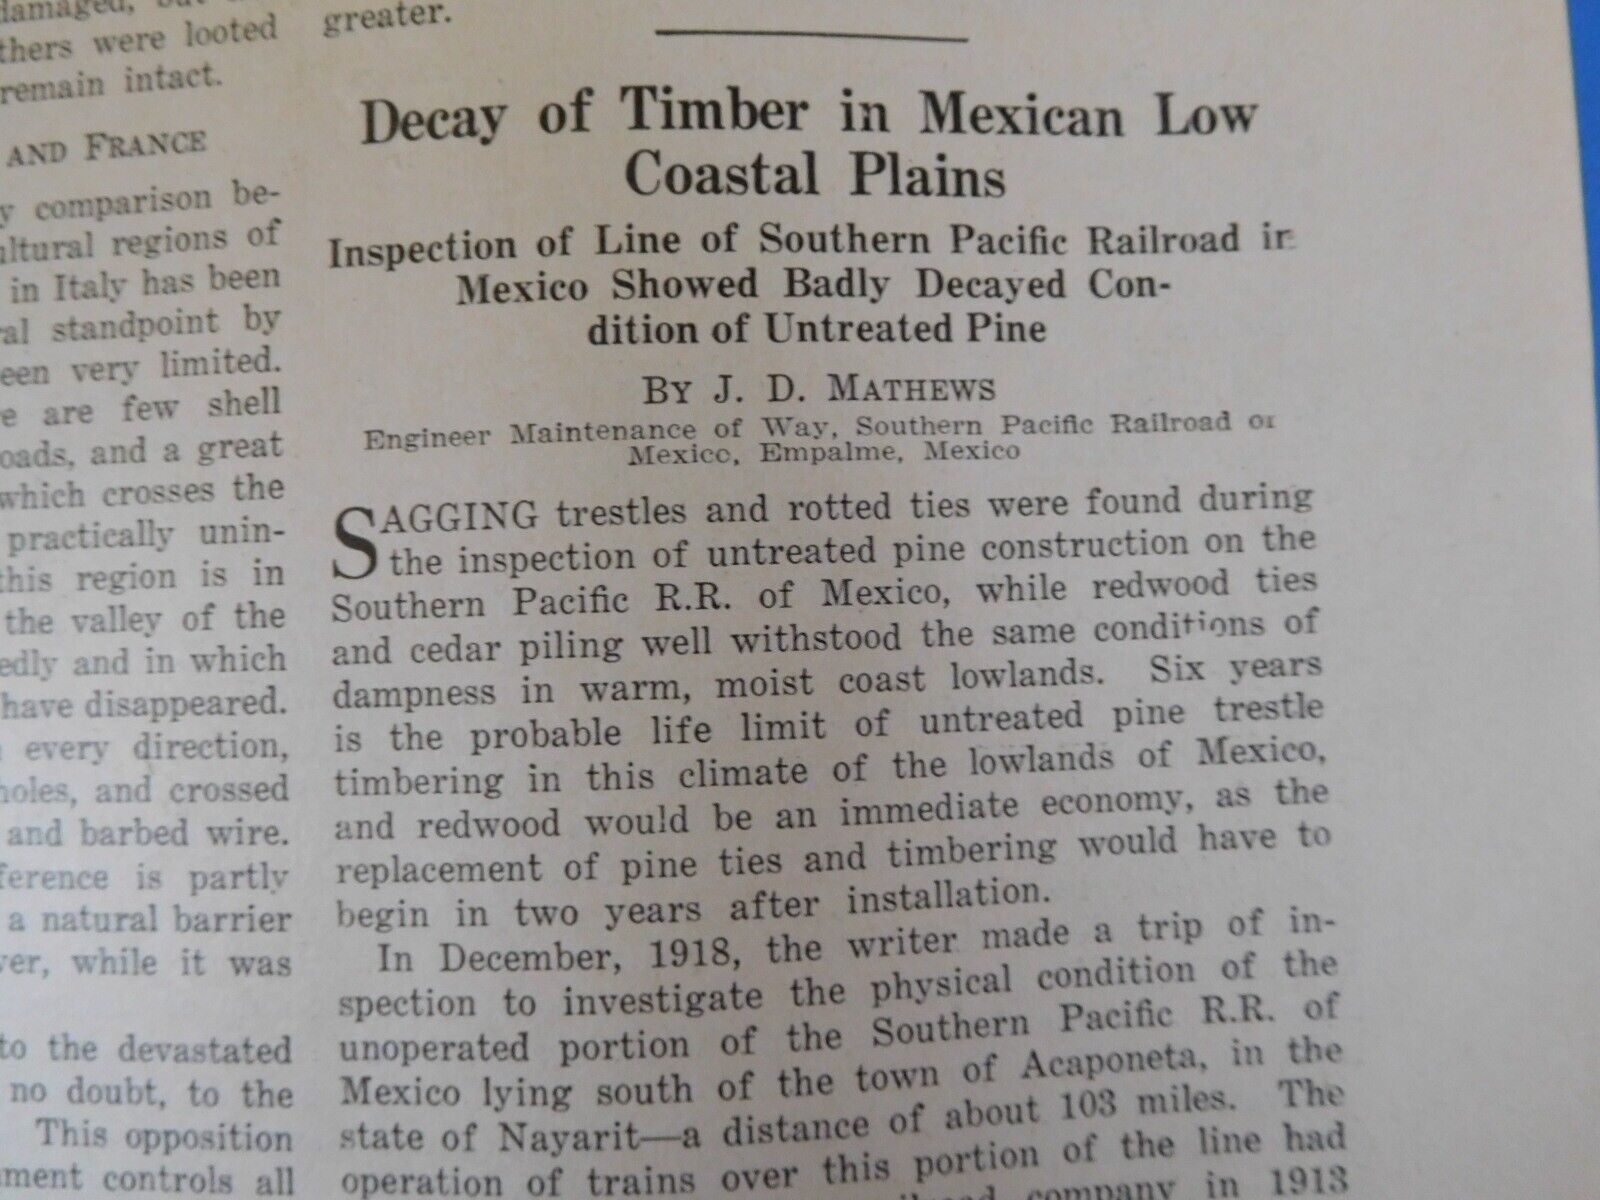 damaged, but
thers were looted
remain intact.
AND FRANCE
y comparison be-
ultural regions of
in Italy has been
ral standpoint by
een very limited.
e are few shell
oads, and a great
which crosses the
practically unin-
this region is in
the valley of the
edly and in which
have disappeared.
every direction,
holes, and crossed
and barbed wire.
ference is partly
a natural barrier
ver, while it was
to the devastated
no doubt, to the
This opposition
ment controls all
greater.
Decay of Timber in Mexican Low
Coastal Plains
Inspection of Line of Southern Pacific Railroad in
Mexico Showed Badly Decayed Con-
dition of Untreated Pine
BY J. D. MATHEWS
Engineer Maintenance of Way, Southern Pacific Railroad of
Mexico, Empalme, Mexico
SAGGING trestles and rotted ties were found during
the inspection of untreated pine construction on the
Southern Pacific R.R. of Mexico, while redwood ties
and cedar piling well withstood the same conditions of
dampness in warm, moist coast lowlands. Six years
is the probable life limit of untreated pine trestle
timbering in this climate of the lowlands of Mexico,
and redwood would be an immediate economy, as the
replacement of pine ties and timbering would have to
begin in two years after installation.
In December, 1918, the writer made a trip of in-
spection to investigate the physical condition of the
unoperated portion of the Southern Pacific R.R. of
Mexico lying south of the town of Acaponeta, in the
state of Nayarit—a distance of about 103 miles. The
operation of trains over this portion of the line had
company in 1913